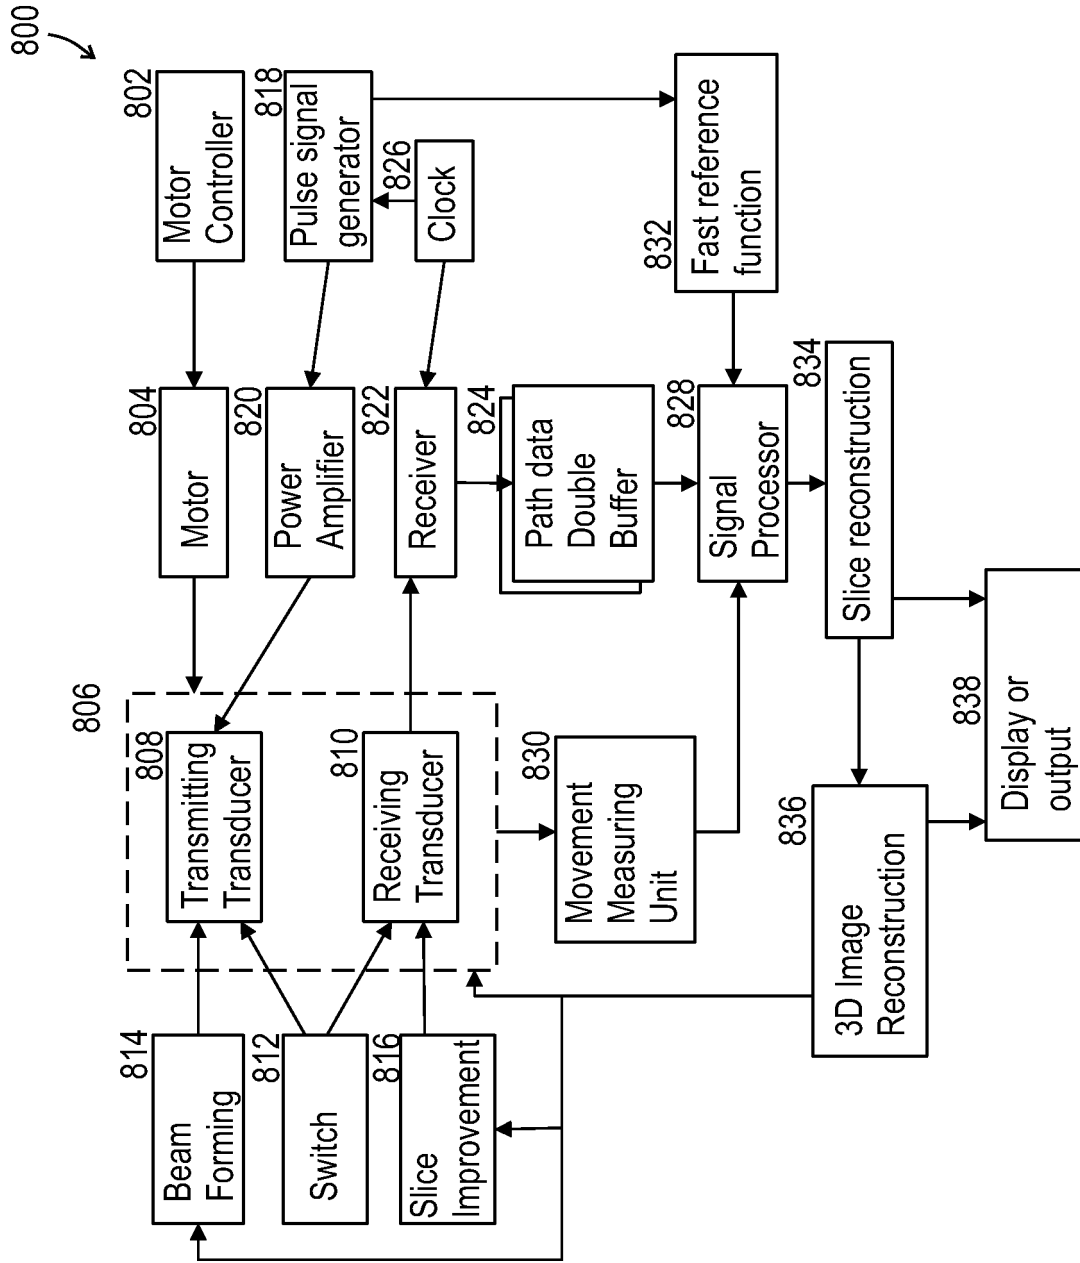 800
802
Motor
Controller
804
Motor
806
808
Transmitting
Transducer
814
Beam
Forming
818
Pulse signal
generator
820
Power
Amplifier
812
Switch
826
Clock
822
Receiver
810
Receiving
Transducer
816
Slice
Improvement
824
Path data
Double
Buffer
830
Movement
Measuring
Unit
832
Fast reference
function
828
Signal
Processor
834
Slice reconstruction
836
3D Image
Reconstruction
838
Display or
output